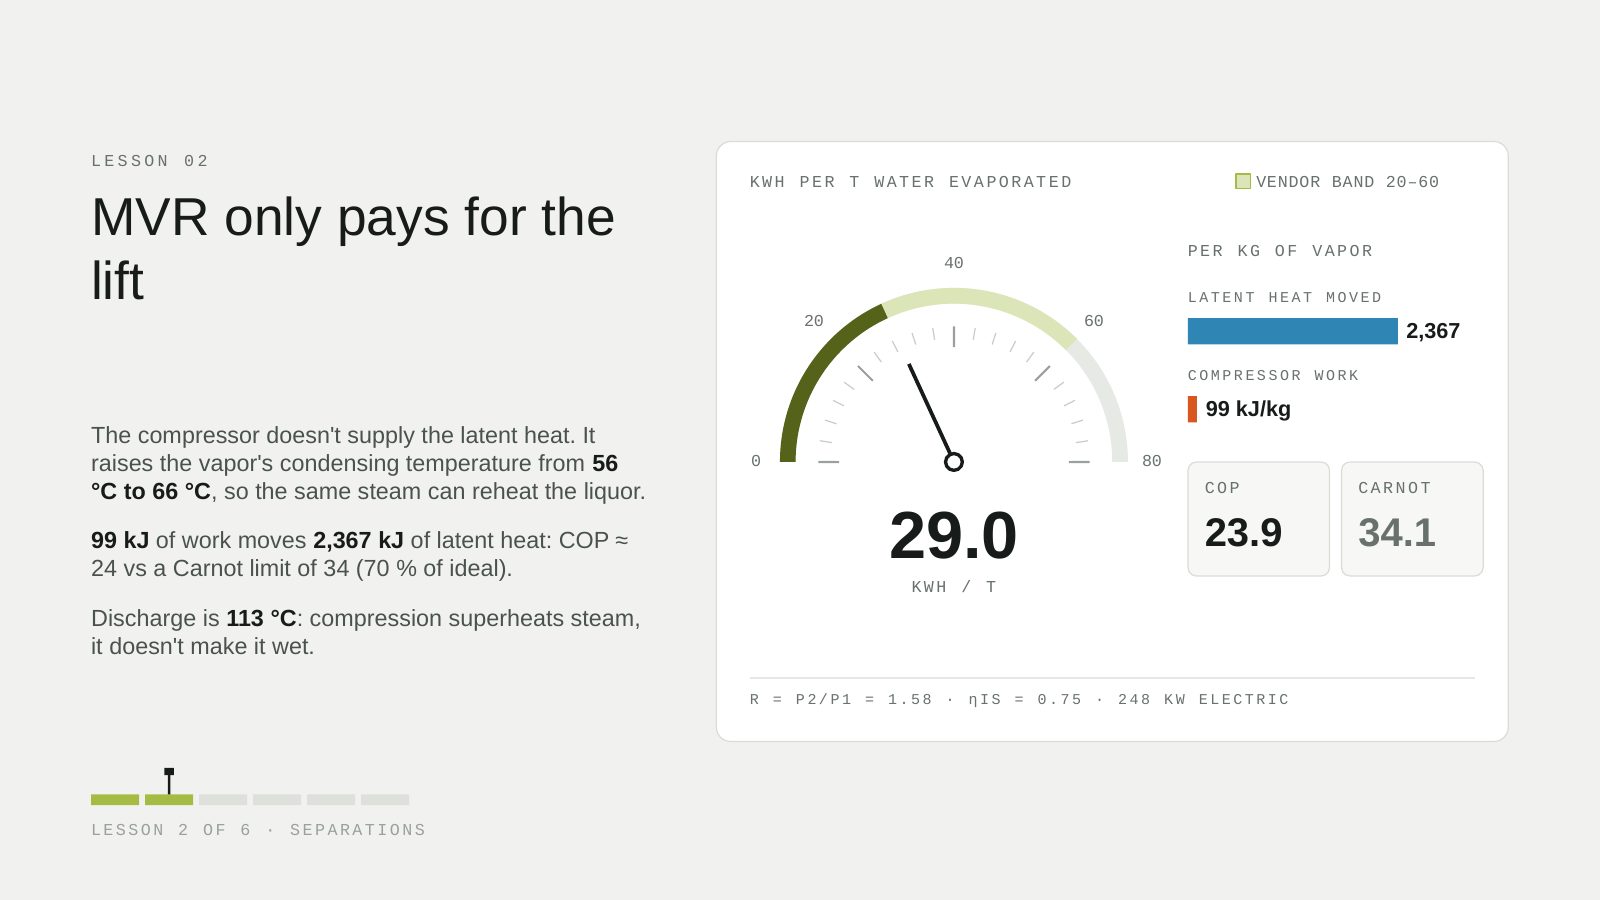 LESSON 02
MVR only pays for the
lift
The compressor doesn't supply the latent heat. It
raises the vapor's condensing temperature from 56
°C to 66 °C, so the same steam can reheat the liquor.
99 kJ of work moves 2,367 kJ of latent heat: COP ≈
24 vs a Carnot limit of 34 (70 % of ideal).
Discharge is 113 °C: compression superheats steam,
it doesn't make it wet.
LESSON 2 OF 6 · SEPARATIONS
KWH PER T WATER EVAPORATED
VENDOR BAND 20–60
0
20
40
60
80
29.0
KWH / T
PER KG OF VAPOR
LATENT HEAT MOVED
2,367
COMPRESSOR WORK
99 kJ/kg
COP
23.9
CARNOT
34.1
R = P2/P1 = 1.58 · ηIS = 0.75 · 248 KW ELECTRIC